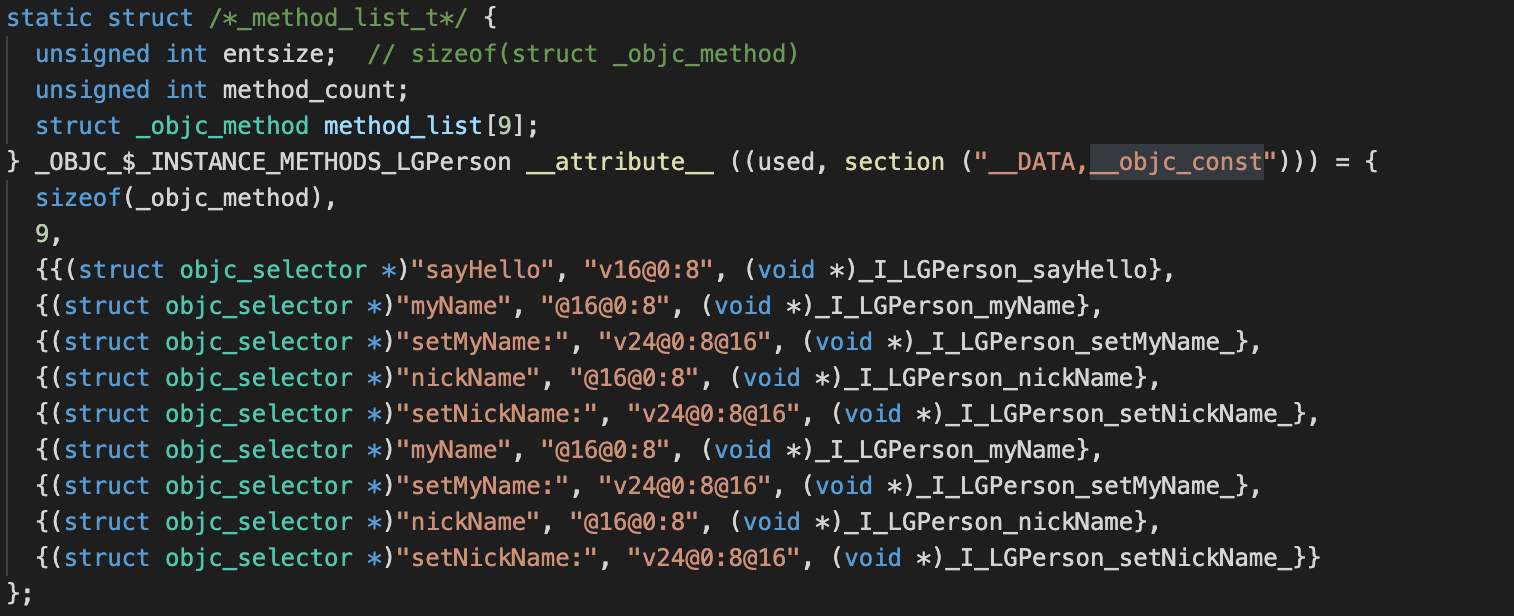 static struct /*_method_list_t*/ {
  unsigned int entsize;  // sizeof(struct _objc_method)
  unsigned int method_count;
  struct _objc_method method_list[9];
} _OBJC_$_INSTANCE_METHODS_LGPerson __attribute__ ((used, section ("__DATA,__objc_const"))) = {
  sizeof(_objc_method),
  9,
  {{(struct objc_selector *)"sayHello", "v16@0:8", (void *)_I_LGPerson_sayHello},
  {(struct objc_selector *)"myName", "@16@0:8", (void *)_I_LGPerson_myName},
  {(struct objc_selector *)"setMyName:", "v24@0:8@16", (void *)_I_LGPerson_setMyName_},
  {(struct objc_selector *)"nickName", "@16@0:8", (void *)_I_LGPerson_nickName},
  {(struct objc_selector *)"setNickName:", "v24@0:8@16", (void *)_I_LGPerson_setNickName_},
  {(struct objc_selector *)"myName", "@16@0:8", (void *)_I_LGPerson_myName},
  {(struct objc_selector *)"setMyName:", "v24@0:8@16", (void *)_I_LGPerson_setMyName_},
  {(struct objc_selector *)"nickName", "@16@0:8", (void *)_I_LGPerson_nickName},
  {(struct objc_selector *)"setNickName:", "v24@0:8@16", (void *)_I_LGPerson_setNickName_}}
};